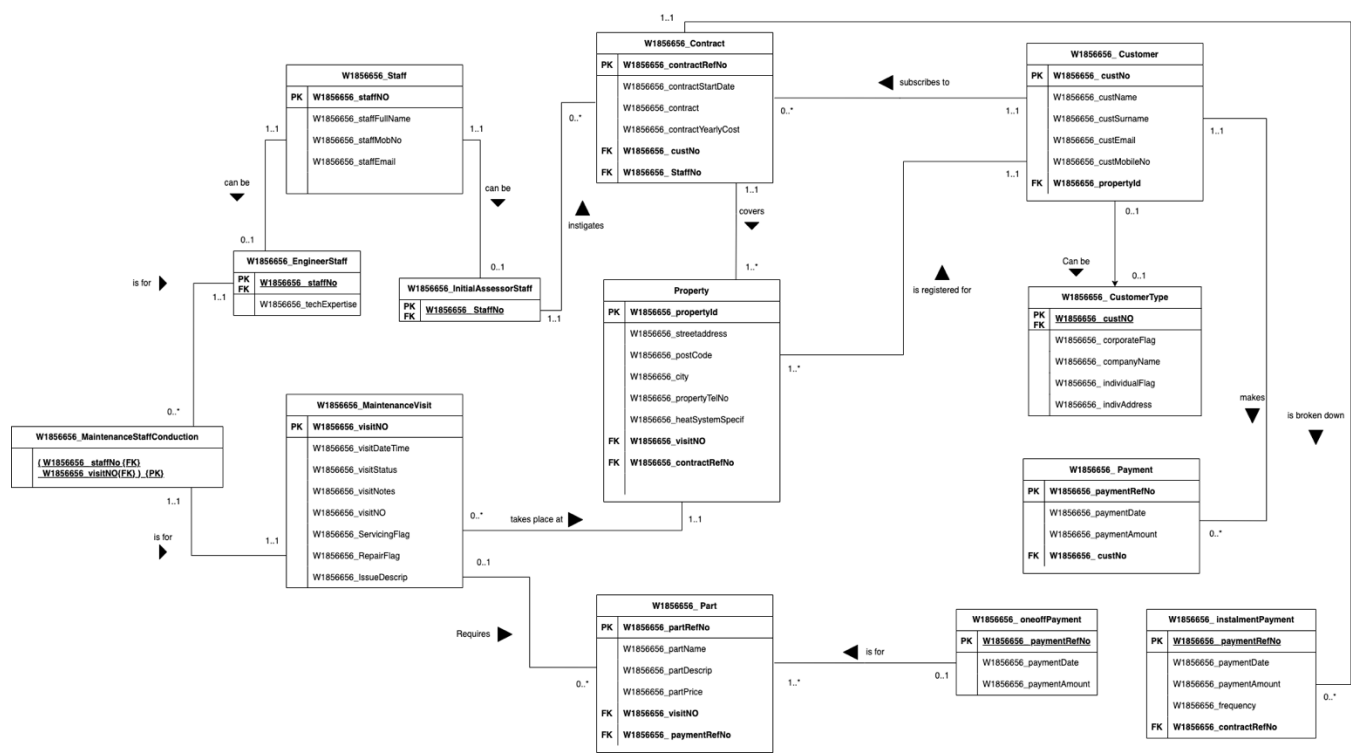 1..1
W1856656_Contract
PK W1856656_contractRefNo
W1856656_contractStartDate
W1856656_contract
W1856656_contractYearlyCost
FK W1856656_ custNo
FK W1856656_ StaffNo
W1856656_ Customer
PK W1856656_ custNo
W1856656_custName
W1856656_custSurname
W1856656_custEmail
W1856656_custMobileNo
FK W1856656_propertyId
W1856656_Staff
PK W1856656_staffNO
W1856656_staffFullName
W1856656_staffMobNo
W1856656_staffEmail
subscribes to
0..*
1..1
1..1
1..1
1..1
0..*
1..1
1..1
can be
can be
instigates
covers
0..1
0..1
1..1
1..*
0..1
Can be
0..1
is registered for
W1856656_EngineerStaff
PK
FK W1856656_ staffNo
W1856656_techExpertise
is for
1..1
W1856656_InitialAssessorStaff
PK
FK W1856656_ StaffNo
Property
PK W1856656_propertyId
W1856656_streetaddress
W1856656_postCode
W1856656_city
W1856656_propertyTelNo
W1856656_heatSystemSpecif
FK W1856656_visitNO
FK W1856656_contractRefNo
W1856656_ CustomerType
PK
FK W1856656_ custNO
W1856656_ corporateFlag
W1856656_ companyName
W1856656_ individualFlag
W1856656_ indivAddress
1..*
makes
is broken down
0..*
W1856656_MaintenanceStaffConduction
( W1856656_ staffNo {FK}
W1856656_visitNO{FK} ) {PK}
1..1
is for
1..1
W1856656_MaintenanceVisit
PK W1856656_visitNO
W1856656_visitDateTime
W1856656_visitStatus
W1856656_visitNotes
W1856656_visitNO
W1856656_ServicingFlag
W1856656_RepairFlag
W1856656_IssueDescrip
0..*
takes place at
1..1
0..1
Requires
0..*
W1856656_ Payment
PK W1856656_paymentRefNo
W1856656_paymentDate
W1856656_paymentAmount
FK W1856656_ custNo
0..*
W1856656_ Part
PK W1856656_partRefNo
W1856656_partName
W1856656_partDescrip
W1856656_partPrice
FK W1856656_visitNO
FK W1856656_ paymentRefNo
is for
1..*
0..1
W1856656_ oneoffPayment
PK W1856656_paymentRefNo
W1856656_paymentDate
W1856656_paymentAmount
W1856656_ instalmentPayment
PK W1856656_paymentRefNo
W1856656_paymentDate
W1856656_paymentAmount
W1856656_frequency
FK W1856656_contractRefNo
0..*